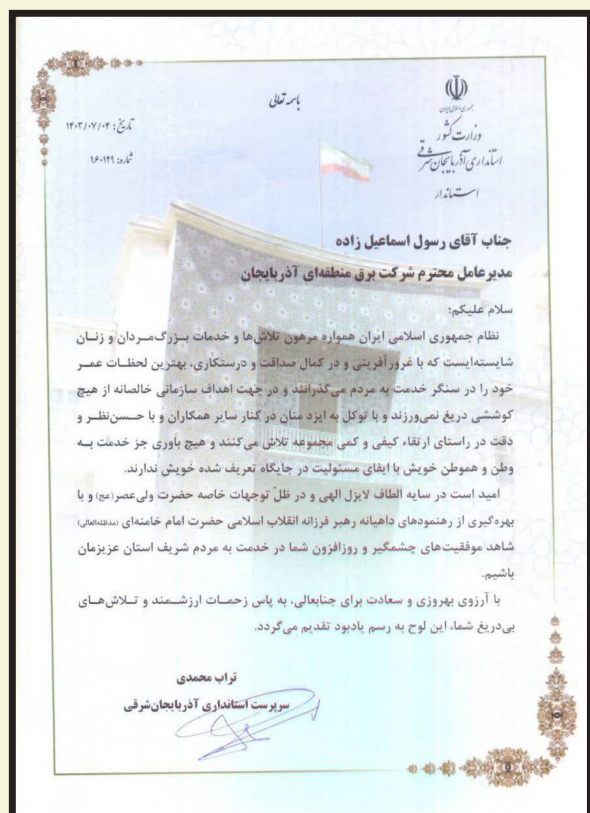 باسمه تعالی
جمهوری اسلامی ایران
وزارت کشور
استانداری آذربایجان شرقی
استاندار
تاریخ: ۱۴۰۳/۰۷/۰۴
شماره: ۱۶۰۱۲۹
جناب آقای رسول اسماعیل زاده
مدیرعامل محترم شرکت برق منطقه‌ای آذربایجان
سلام علیکم؛
نظام جمهوری اسلامی ایران همواره مرهون تلاش‌ها و خدمات بزرگ‌مردان و زنان
شایسته‌ایست که با غرورآفرینی و در کمال صداقت و درستکاری، بهترین لحظات عمر
خود را در سنگر خدمت به مردم می‌گذرانند و در جهت اهداف سازمانی خالصانه از هیچ
کوششی دریغ نمی‌ورزند و با توکل به ایزد منان در کنار سایر همکاران و با حسن‌نظر و
دقت در راستای ارتقاء کیفی و کمی مجموعه تلاش می‌کنند و هیچ باوری جز خدمت به
وطن و هموطن خویش با ایفای مسئولیت در جایگاه تعریف شده خویش ندارند.
امید است در سایه الطاف لایزل الهی و در ظلّ توجهات خاصه حضرت ولی‌عصر(عج) و با
بهره‌گیری از رهنمودهای داهیانه رهبر فرزانه انقلاب اسلامی حضرت امام خامنه‌ای (مدظله‌العالی)
شاهد موفقیت‌های چشمگیر و روزافزون شما در خدمت به مردم شریف استان عزیزمان
باشیم.
با آرزوی بهروزی و سعادت برای جنابعالی، به پاس زحمات ارزشمند و تلاش‌های
بی‌دریغ شما، این لوح به رسم یادبود تقدیم می‌گردد.
تراب محمدی
سرپرست استانداری آذربایجان‌شرقی